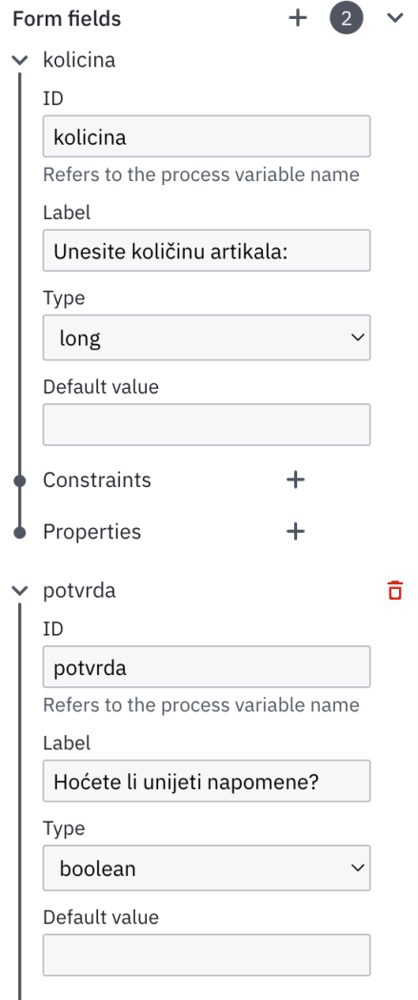 Form fields 2
kolicina
ID
kolicina
Refers to the process variable name
Label
Unesite količinu artikala:
Type
long
Default value
Constraints
Properties
potvrda
ID
potvrda
Refers to the process variable name
Label
Hoćete li unijeti napomene?
Type
boolean
Default value